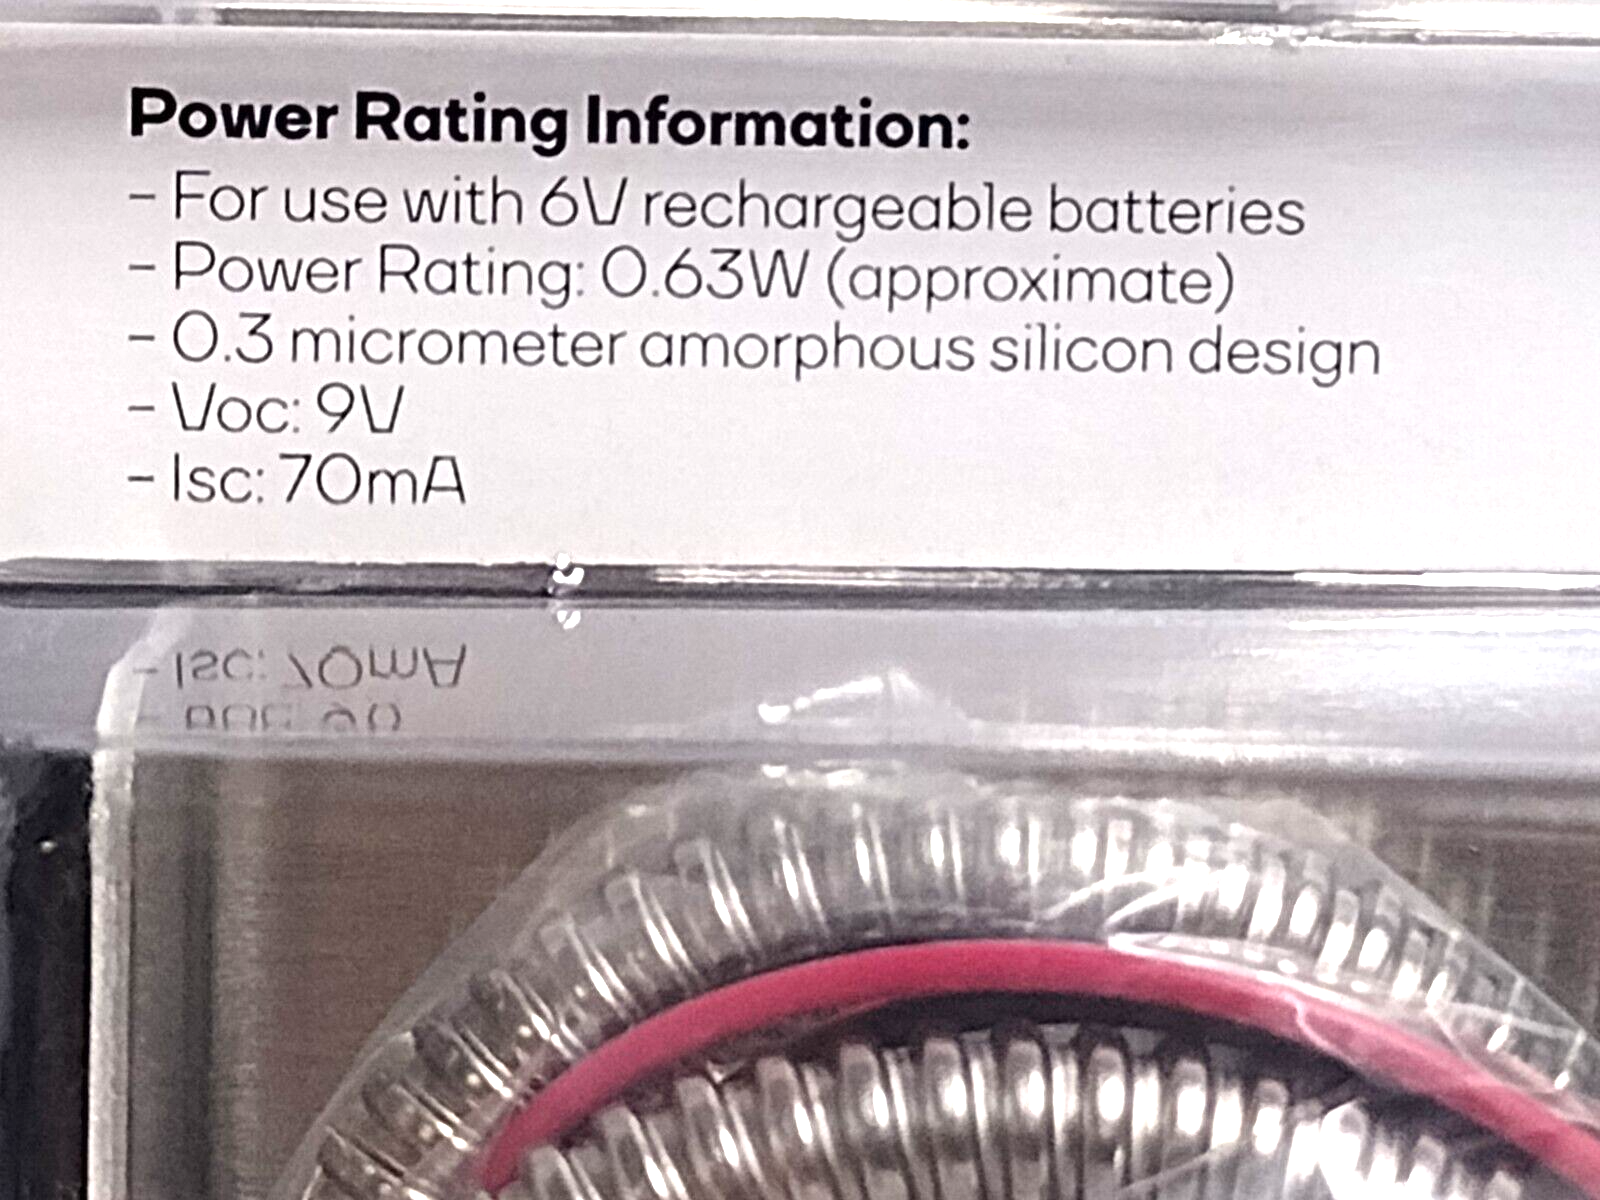 Power Rating Information:
- For use with 6V rechargeable batteries
- Power Rating: 0.63W (approximate)
- 0.3 micrometer amorphous silicon design
- Voc: 9V
- Isc: 70mA